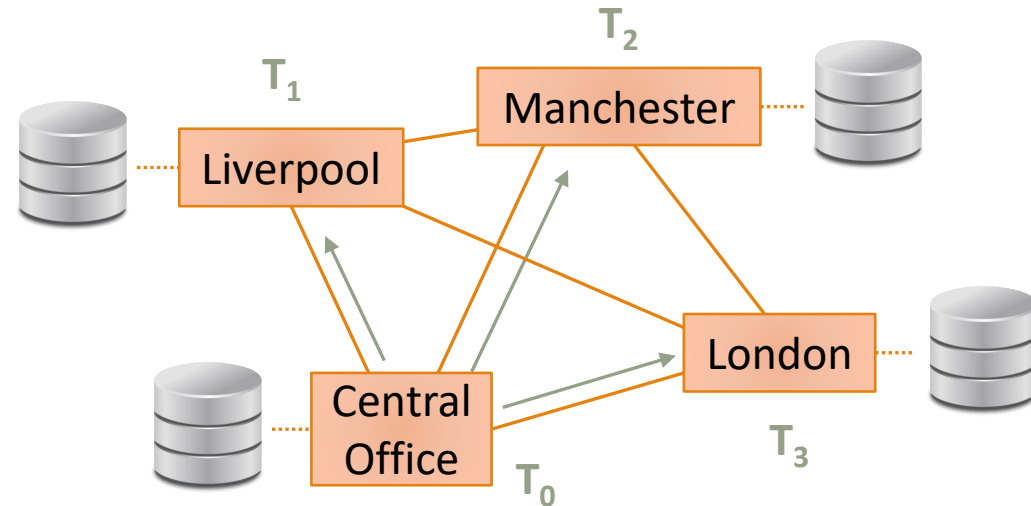 T₂
T₁
Manchester
Liverpool
London
Central
Office
T₃
T₀